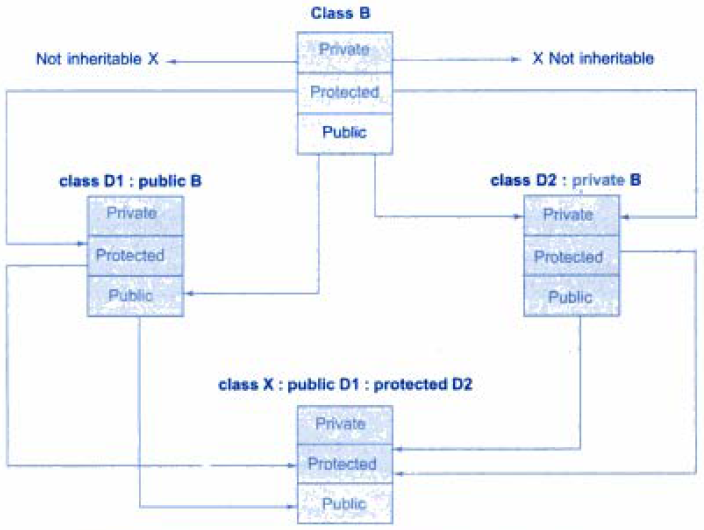 Class B
Private
Not inheritable X
X Not inheritable
Protected
Public
class D1 : public B
class D2 : private B
Private
Protected
Public
Private
Protected
Public
class X : public D1 : protected D2
Private
Protected
Public